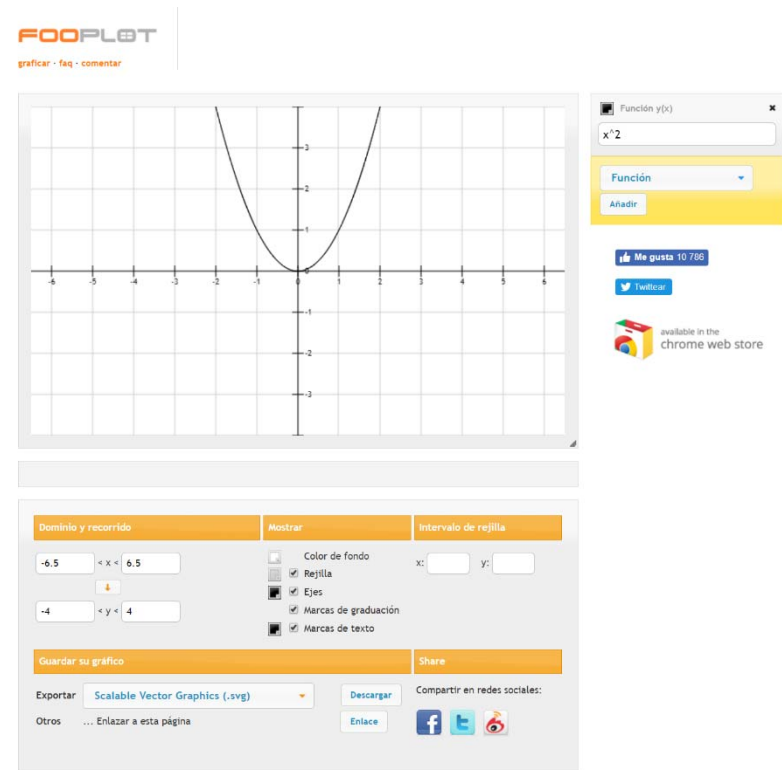 FOOPLOT
graficar - faq - comentar
Función y(x)
x^2
Función
Añadir
Me gusta 10 786
Twittear
available in the
chrome web store
3
2
1
0
-6 -5 -4 -3 -2 -1 0 1 2 3 4 5 6
-1
-2
-3
Dominio y recorrido
-6.5 < x < 6.5
-4 < y < 4
Mostrar
Color de fondo
Rejilla
Ejes
Marcas de graduación
Marcas de texto
Intervalo de rejilla
x: y:
Guardar su gráfico
Exportar Scalable Vector Graphics (.svg) Descargar
Otros ... Enlazar a esta página Enlace
Share
Compartir en redes sociales: